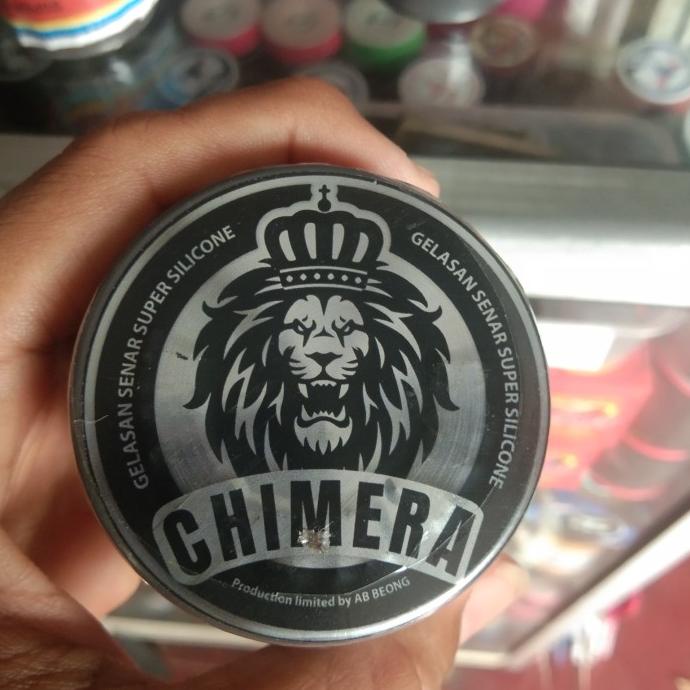 GELASAN SENAR SUPER SILICONE
GELASAN SENAR SUPER SILICONE
CHIMERA
Production limited by AB BEONG